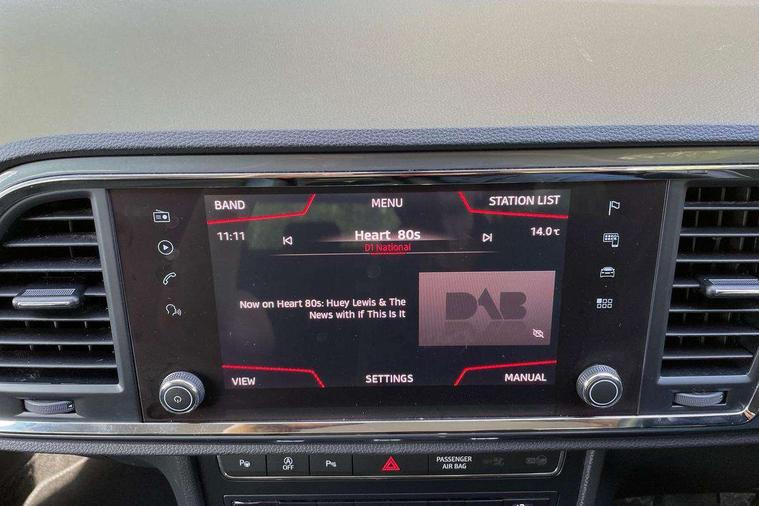 BAND
MENU
STATION LIST
11:11
Heart 80s
14.0°C
D1 National
Now on Heart 80s: Huey Lewis & The
News with If This Is It
DAB
VIEW
SETTINGS
MANUAL
P
A
OFF
P
PASSENGER
AIR BAG